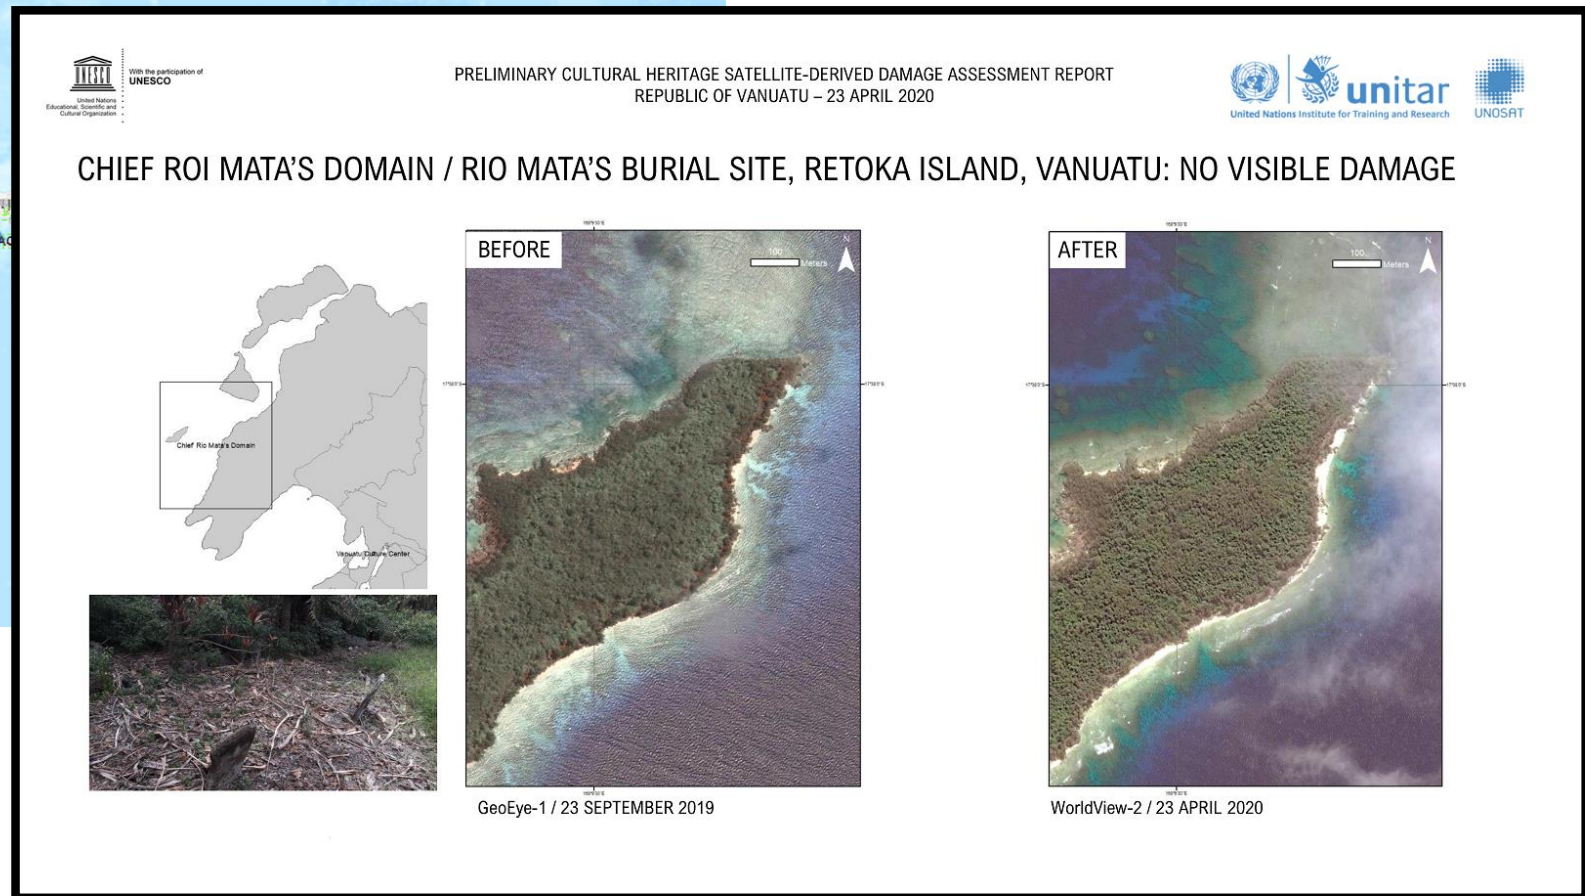 UNESCO
United Nations
Educational, Scientific and
Cultural Organization
With the participation of
UNESCO
PRELIMINARY CULTURAL HERITAGE SATELLITE-DERIVED DAMAGE ASSESSMENT REPORT
REPUBLIC OF VANUATU – 23 APRIL 2020
unitar
United Nations Institute for Training and Research
UNOSAT
CHIEF ROI MATA’S DOMAIN / RIO MATA’S BURIAL SITE, RETOKA ISLAND, VANUATU: NO VISIBLE DAMAGE
Chief Rio Mata's Domain
Vanuatu Culture Center
BEFORE
100
Meters
N
GeoEye-1 / 23 SEPTEMBER 2019
AFTER
100
Meters
N
WorldView-2 / 23 APRIL 2020